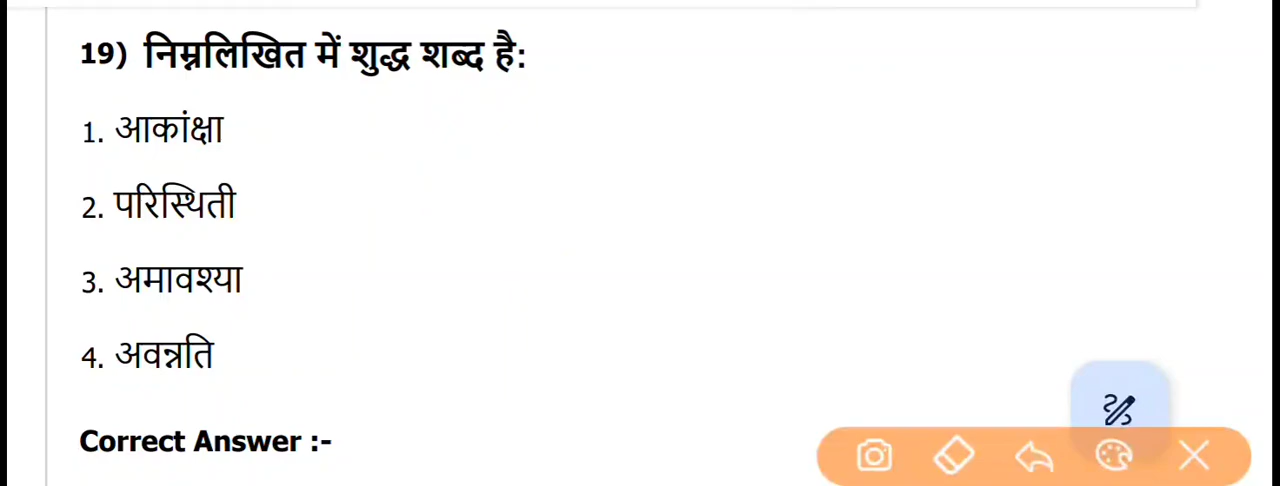 19) निम्नलिखित में शुद्ध शब्द है:
1. आकांक्षा
2. परिस्थिती
3. अमावश्या
4. अवन्नति
Correct Answer :-